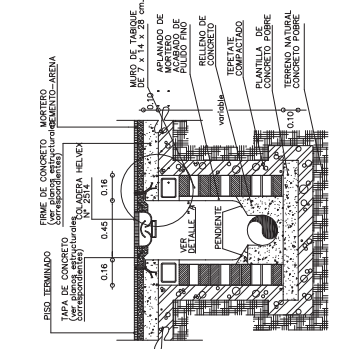 PISO TERMINADO
TAPA DE CONCRETO
(ver planos estructurales
correspondientes)
FIRME DE CONCRETO
(ver planos estructurales
correspondientes)
MORTERO
CEMENTO-ARENA
COLADERA HELVEX
Nº 2514
0.16
0.45
0.16
MURO DE TABIQUE
DE 7 x 14 x 28 cm.
APLANADO DE
MORTERO
ACABADO DE
PULIDO FINO
RELLENO DE
CONCRETO
TEPETATE
COMPACTADO
PLANTILLA DE
CONCRETO POBRE
TERRENO NATURAL
CONCRETO POBRE
0.10
variable
0.10
VER
DETALLE
PENDIENTE